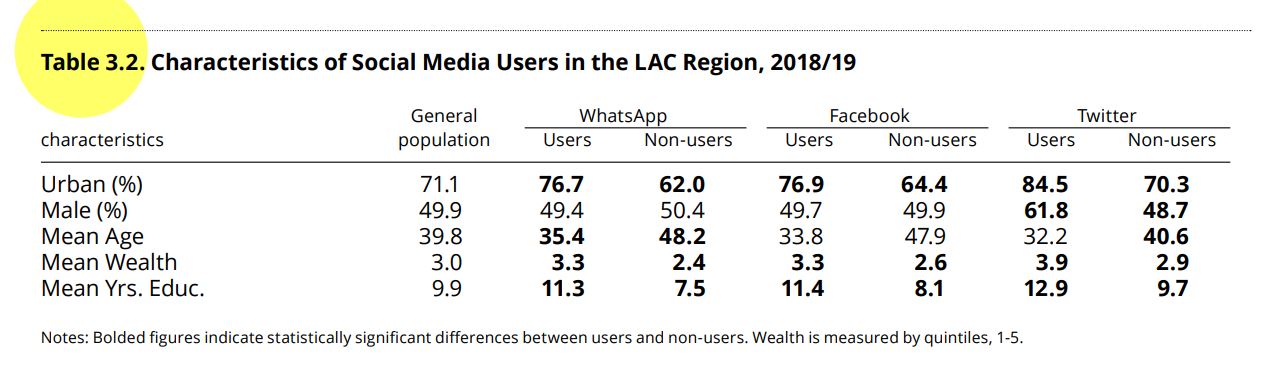 Table 3.2. Characteristics of Social Media Users in the LAC Region, 2018/19
General WhatsApp Facebook Twitter
characteristics population Users Non-users Users Non-users Users Non-users
Urban (%) 71.1 76.7 62.0 76.9 64.4 84.5 70.3
Male (%) 49.9 49.4 50.4 49.7 49.9 61.8 48.7
Mean Age 39.8 35.4 48.2 33.8 47.9 32.2 40.6
Mean Wealth 3.0 3.3 2.4 3.3 2.6 3.9 2.9
Mean Yrs. Educ. 9.9 11.3 7.5 11.4 8.1 12.9 9.7
Notes: Bolded figures indicate statistically significant differences between users and non-users. Wealth is measured by quintiles, 1-5.